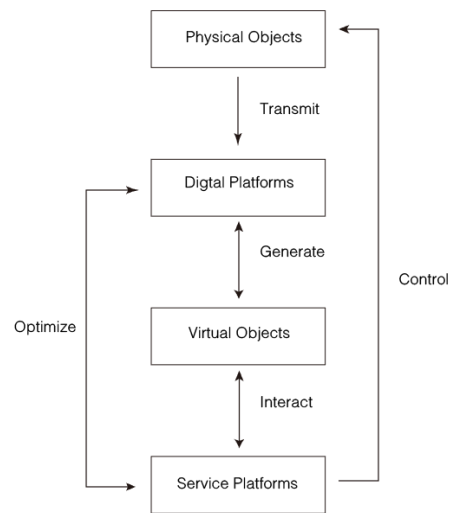 Physical Objects
Transmit
Digtal Platforms
Generate
Control
Optimize
Virtual Objects
Interact
Service Platforms